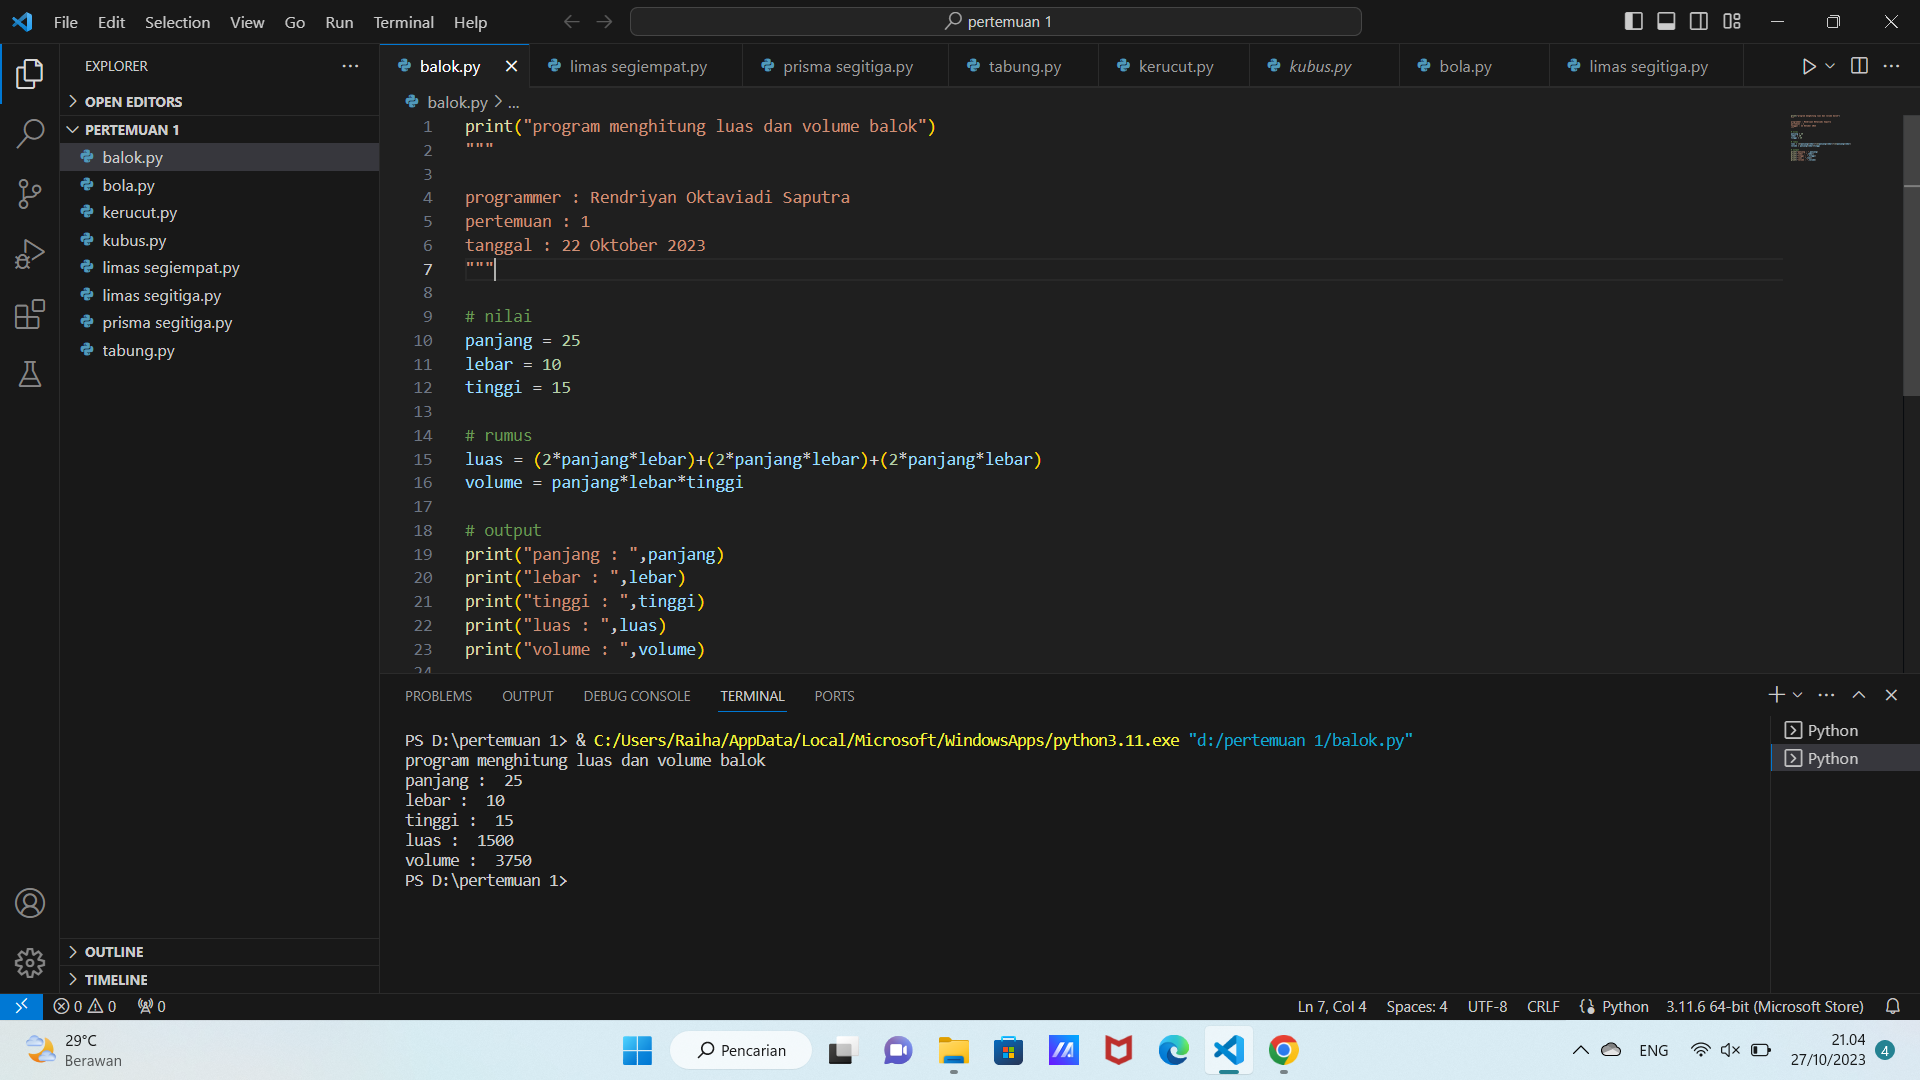 File Edit Selection View Go Run Terminal Help
pertemuan 1
EXPLORER
OPEN EDITORS
PERTEMUAN 1
balok.py
bola.py
kerucut.py
kubus.py
limas segiempat.py
limas segitiga.py
prisma segitiga.py
tabung.py
OUTLINE
TIMELINE
balok.py limas segiempat.py prisma segitiga.py tabung.py kerucut.py kubus.py bola.py limas segitiga.py
balok.py > ...
1 print("program menghitung luas dan volume balok")
2 """
3
4 programmer : Rendriyan Oktaviadi Saputra
5 pertemuan : 1
6 tanggal : 22 Oktober 2023
7 """
8
9 # nilai
10 panjang = 25
11 lebar = 10
12 tinggi = 15
13
14 # rumus
15 luas = (2*panjang*lebar)+(2*panjang*lebar)+(2*panjang*lebar)
16 volume = panjang*lebar*tinggi
17
18 # output
19 print("panjang : ",panjang)
20 print("lebar : ",lebar)
21 print("tinggi : ",tinggi)
22 print("luas : ",luas)
23 print("volume : ",volume)
24
PROBLEMS OUTPUT DEBUG CONSOLE TERMINAL PORTS
PS D:\pertemuan 1> & C:/Users/Raiha/AppData/Local/Microsoft/WindowsApps/python3.11.exe "d:/pertemuan 1/balok.py"
program menghitung luas dan volume balok
panjang :  25
lebar :  10
tinggi :  15
luas :  1500
volume :  3750
PS D:\pertemuan 1>
Python
Python
0 0 0
Ln 7, Col 4 Spaces: 4 UTF-8 CRLF Python 3.11.6 64-bit (Microsoft Store)
29°C
Berawan
Pencarian
ENG
21.04
27/10/2023
4